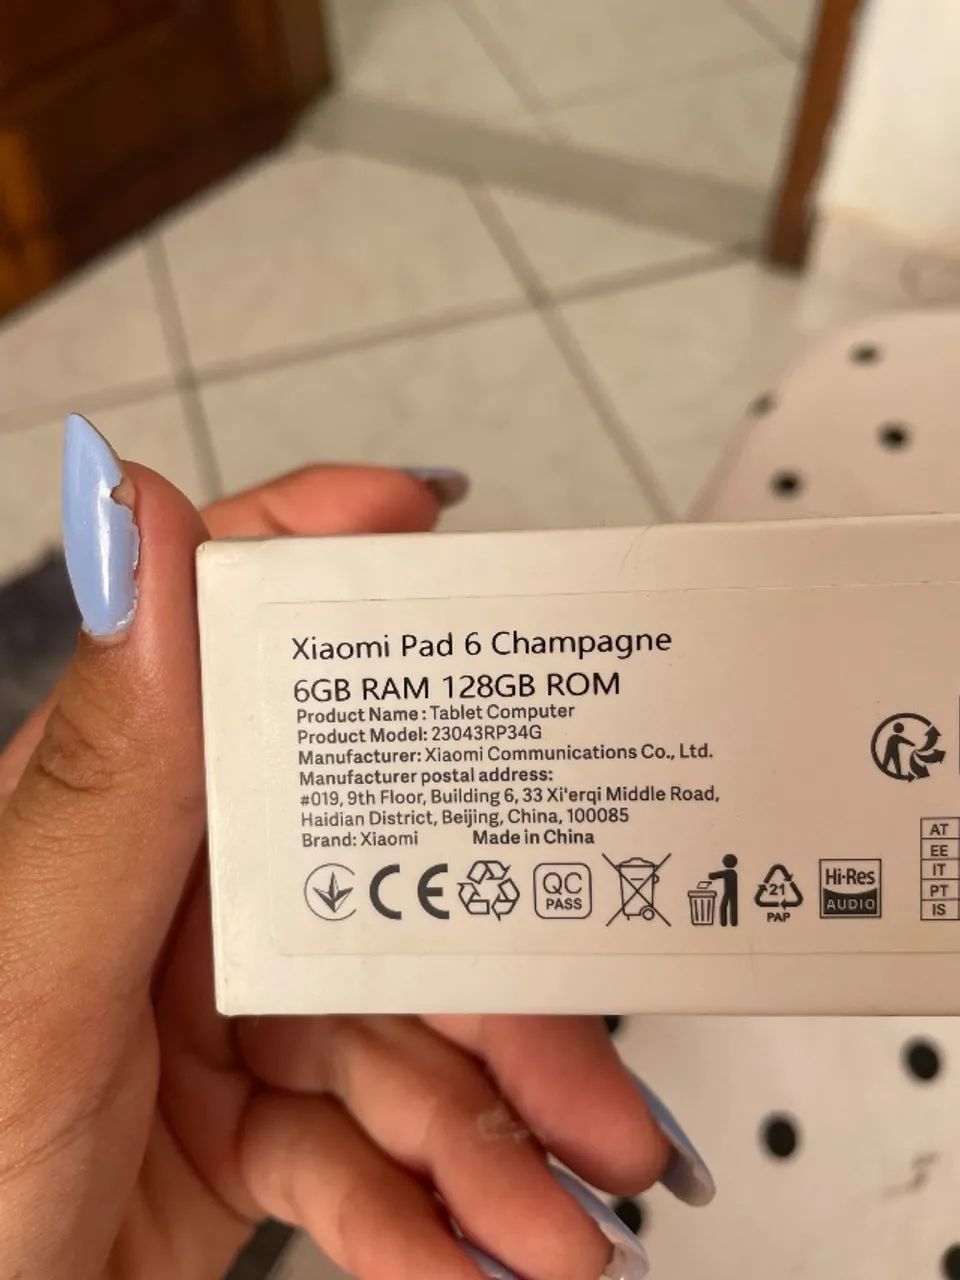 Xiaomi Pad 6 Champagne
6GB RAM 128GB ROM
Product Name: Tablet Computer
Product Model: 23043RP34G
Manufacturer: Xiaomi Communications Co., Ltd.
Manufacturer postal address:
#019, 9th Floor, Building 6, 33 Xi'erqi Middle Road,
Haidian District, Beijing, China, 100085
Brand: Xiaomi Made in China
CE
QC
PASS
21
PAP
Hi-Res
AUDIO
AT
EE
IT
PT
IS